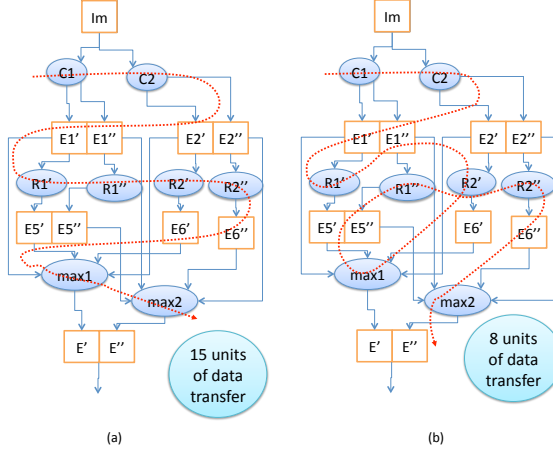 Im
C1
C2
E1′ E1′′
E2′ E2′′
R1′
R1′′
R2′
R2′′
E5′ E5′′
E6′
E6′′
max1
max2
E′ E′′
15 units
of data
transfer
(a)
Im
C1
C2
E1′ E1′′
E2′ E2′′
R1′
R1′′
R2′
R2′′
E5′ E5′′
E6′
E6′′
max1
max2
E′ E′′
8 units
of data
transfer
(b)